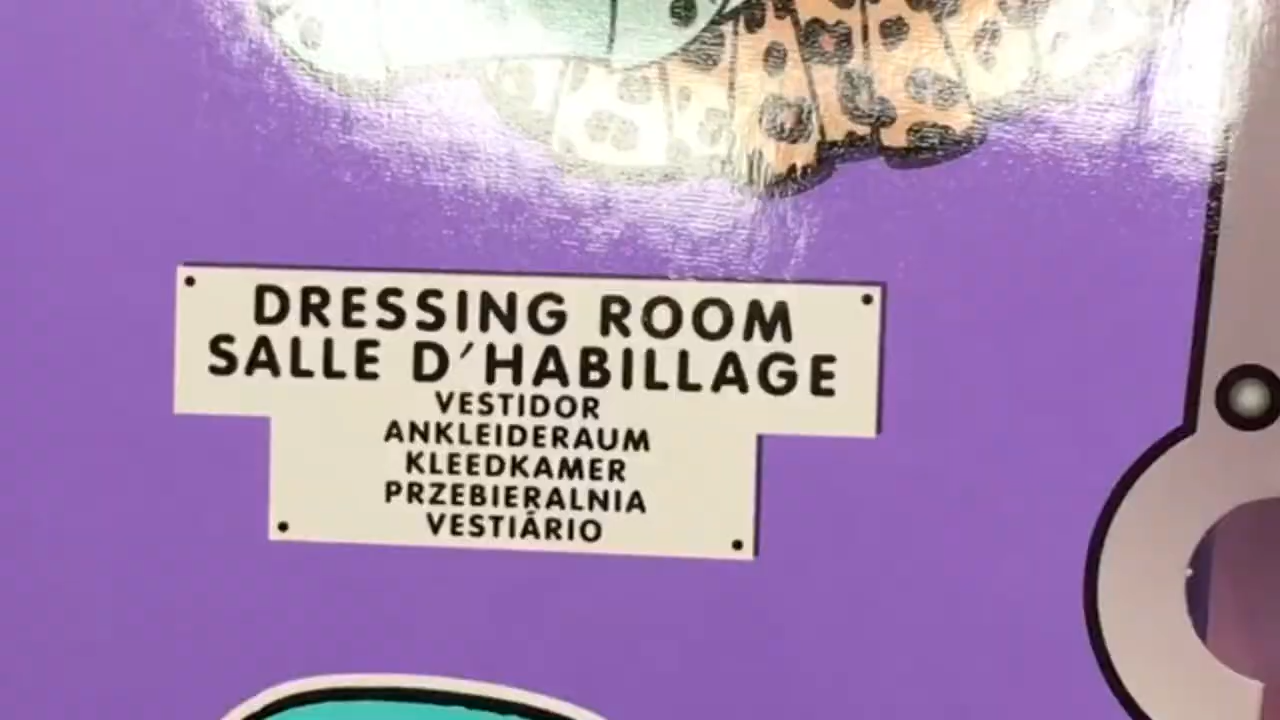 DRESSING ROOM
SALLE D'HABILLAGE
VESTIDOR
ANKLEIDERAUM
KLEEDKAMER
PRZEBIERALNIA
VESTIÁRIO